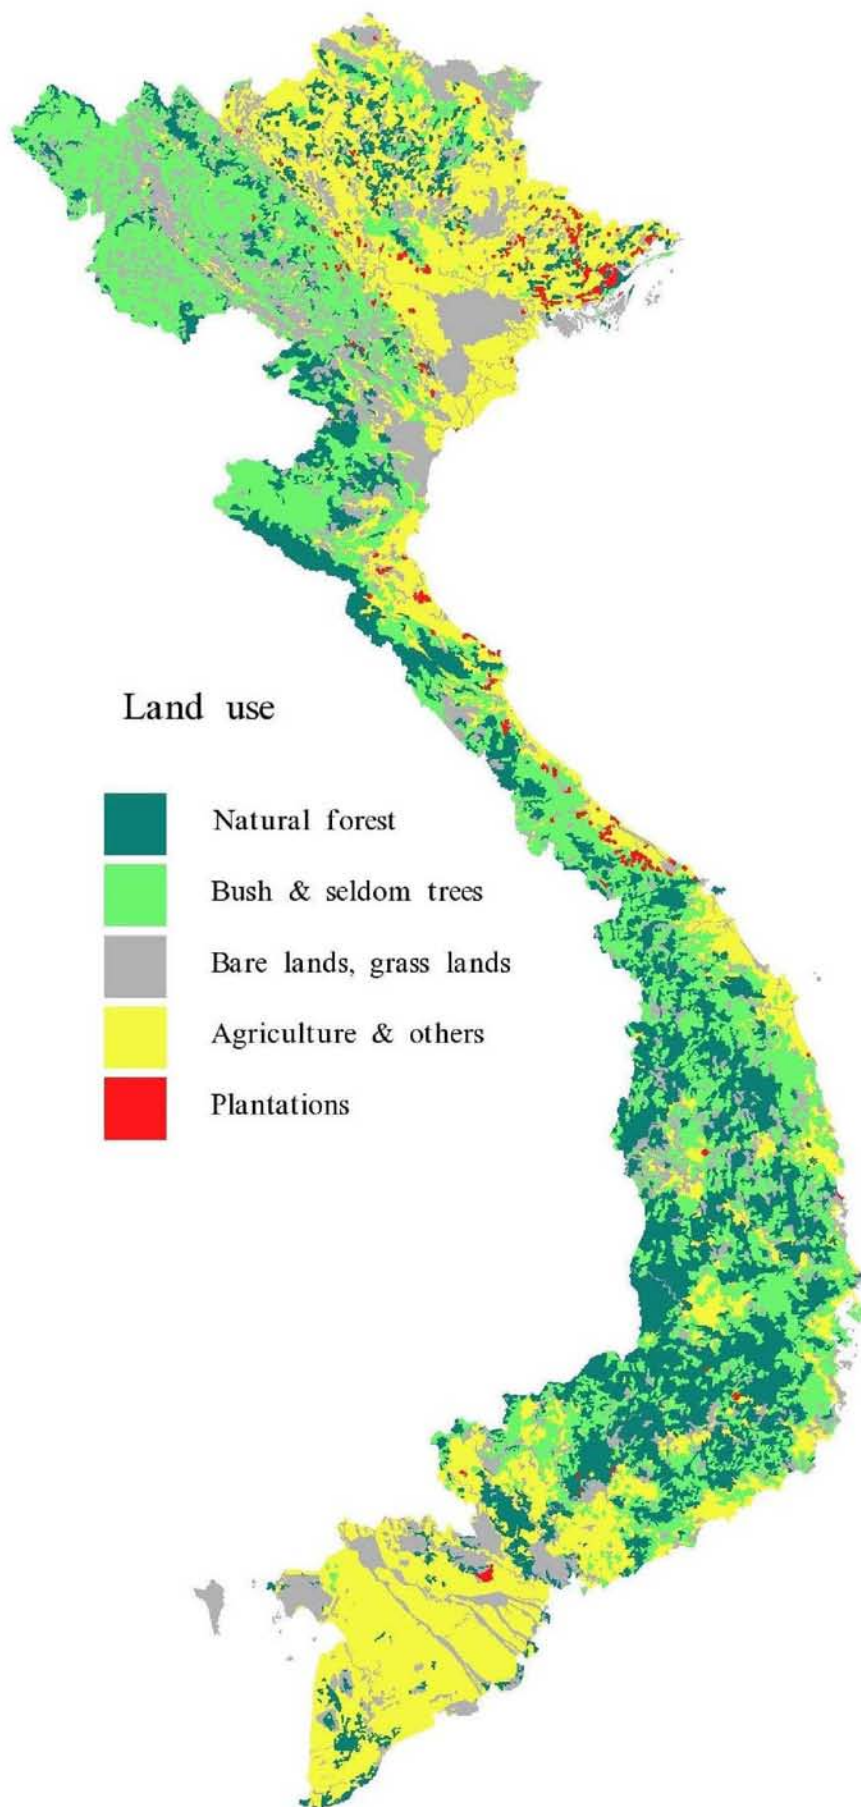 Land use
Natural forest
Bush & seldom trees
Bare lands, grass lands
Agriculture & others
Plantations